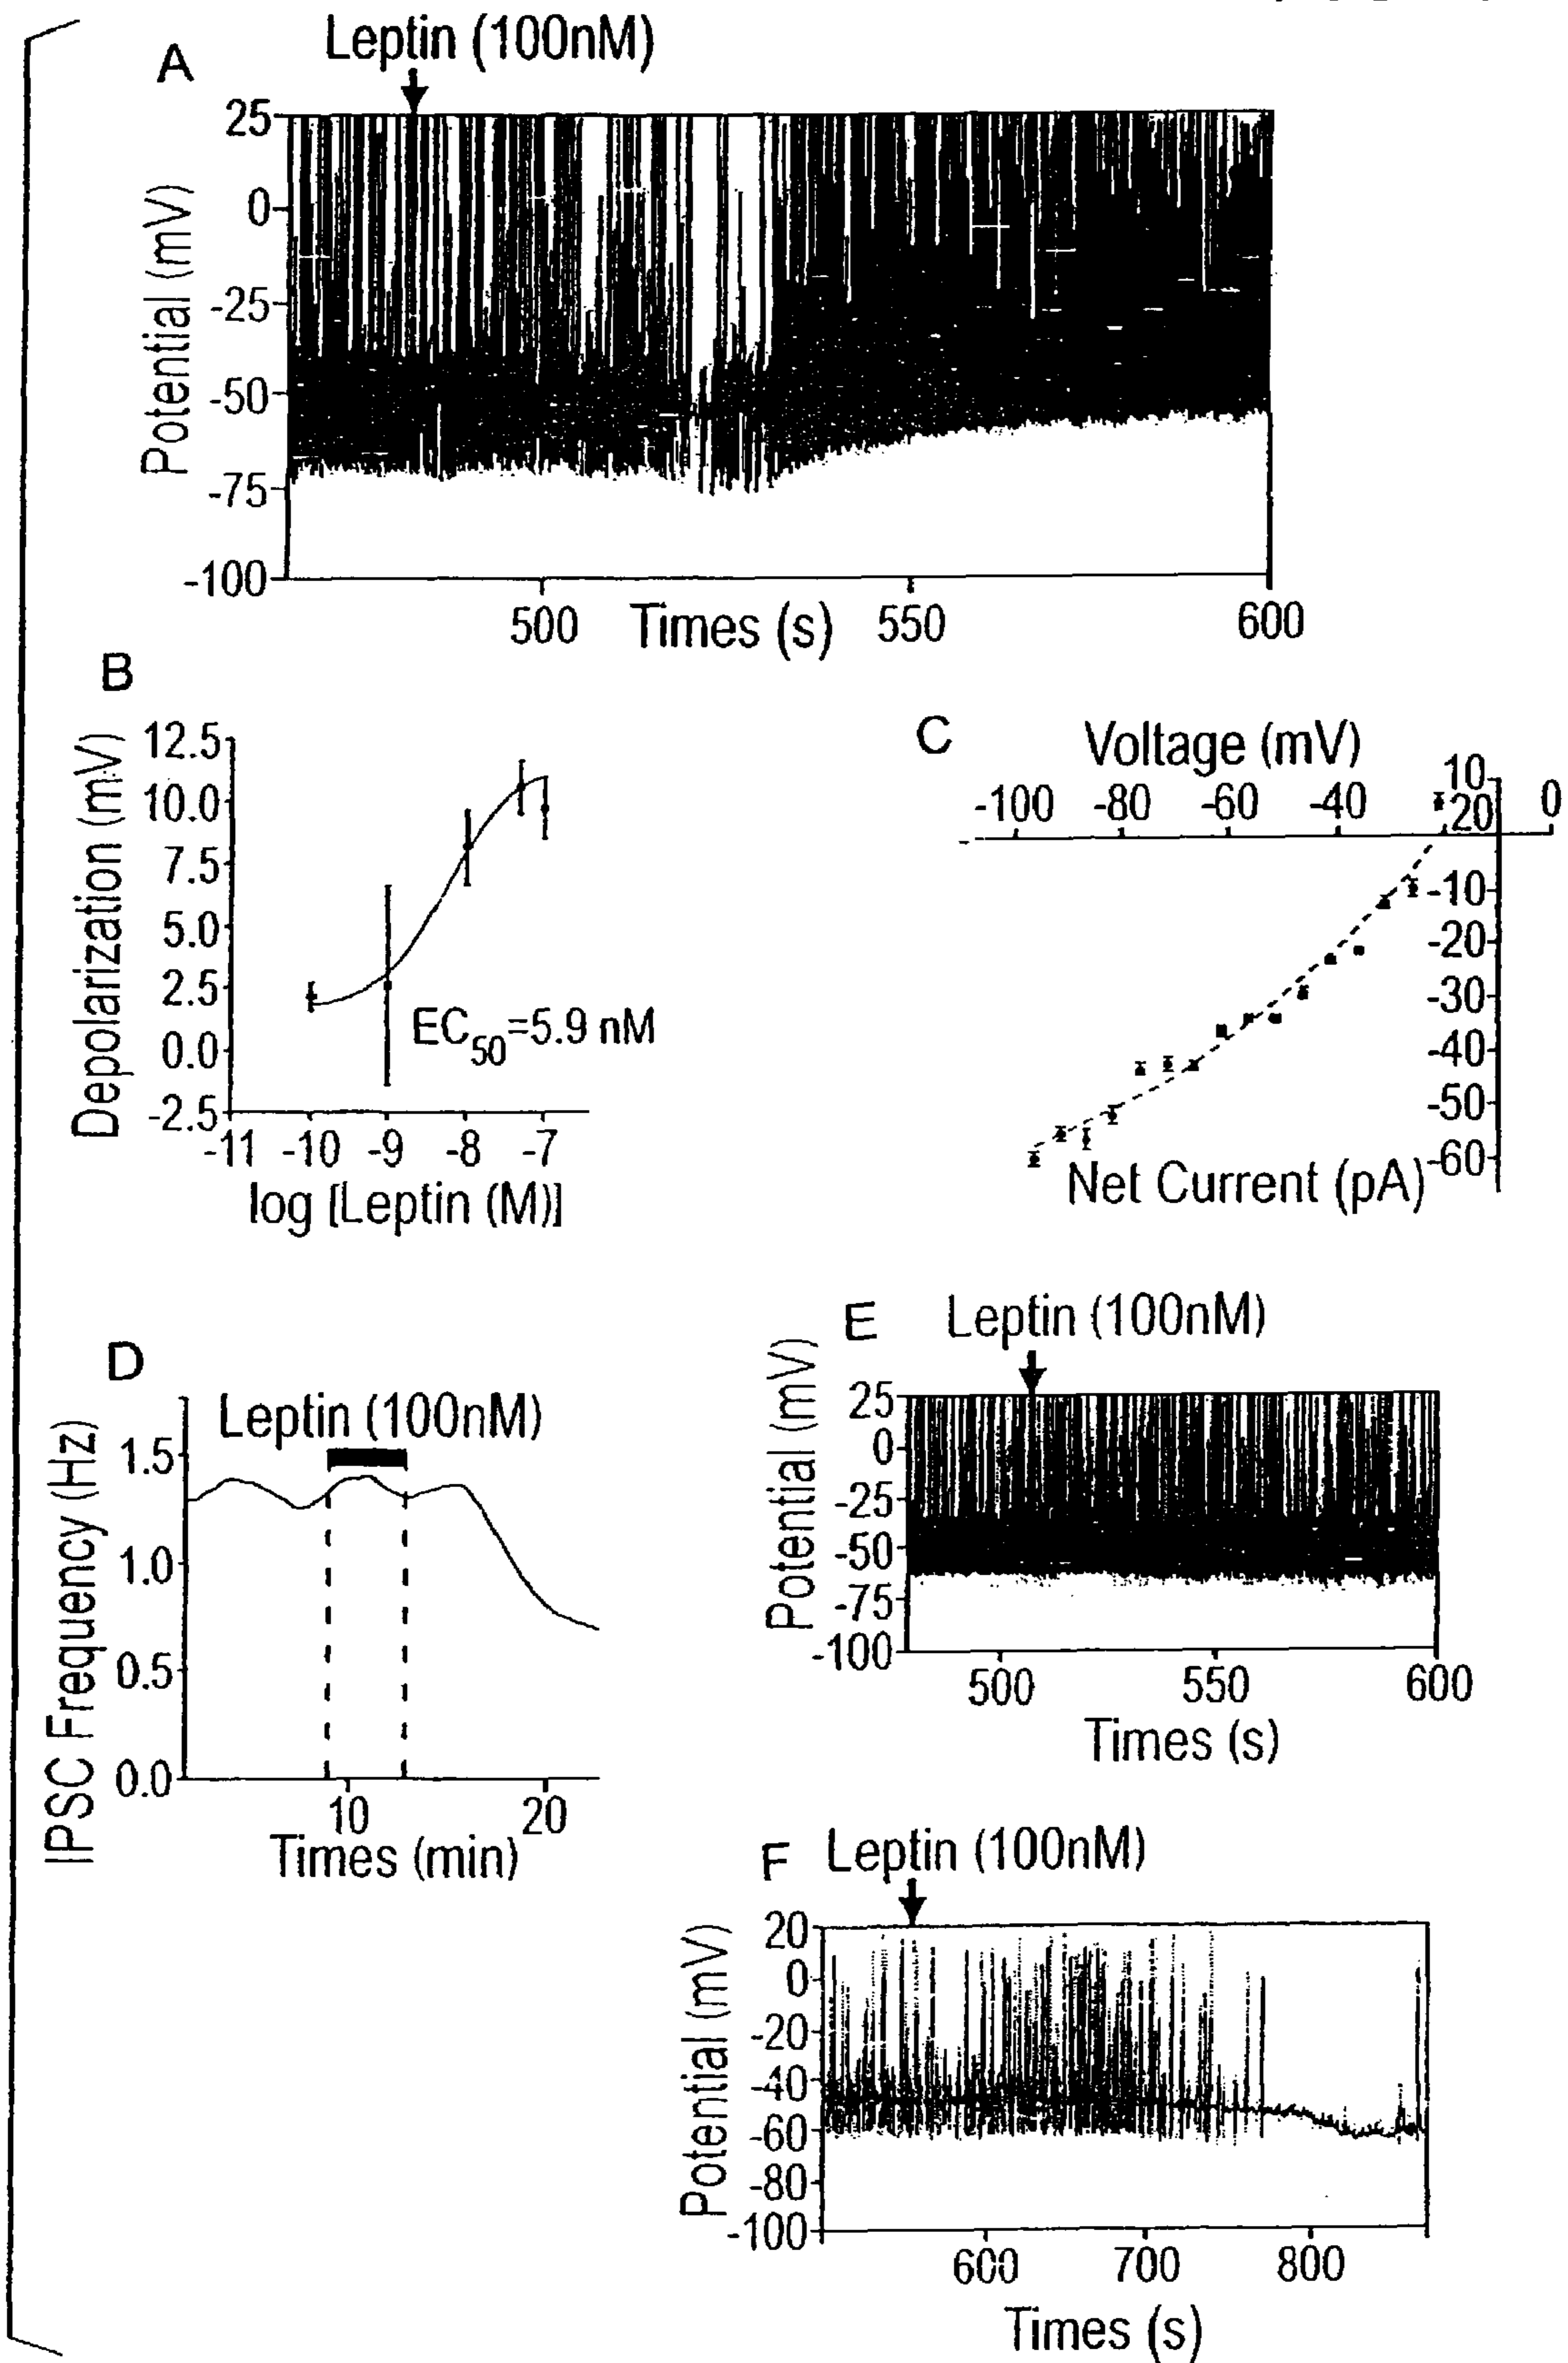 A
Leptin (100nM)
Potential (mV)
25
0
-25
-50
-75
-100
500
Times (s)
550
600
B
Depolarization (mV)
12.5
10.0
7.5
5.0
2.5
0.0
-2.5
EC50=5.9 nM
-11 -10 -9 -8 -7
log [Leptin (M)]
C
Voltage (mV)
-100 -80 -60 -40 20 0
10
-10
-20
-30
-40
-50
-60
Net Current (pA)
D
Leptin (100nM)
IPSC Frequency (Hz)
1.5
1.0
0.5
0.0
10 20
Times (min)
E
Leptin (100nM)
Potential (mV)
25
0
-25
-50
-75
-100
500 550 600
Times (s)
F
Leptin (100nM)
Potential (mV)
20
0
-20
-40
-60
-80
-100
600 700 800
Times (s)